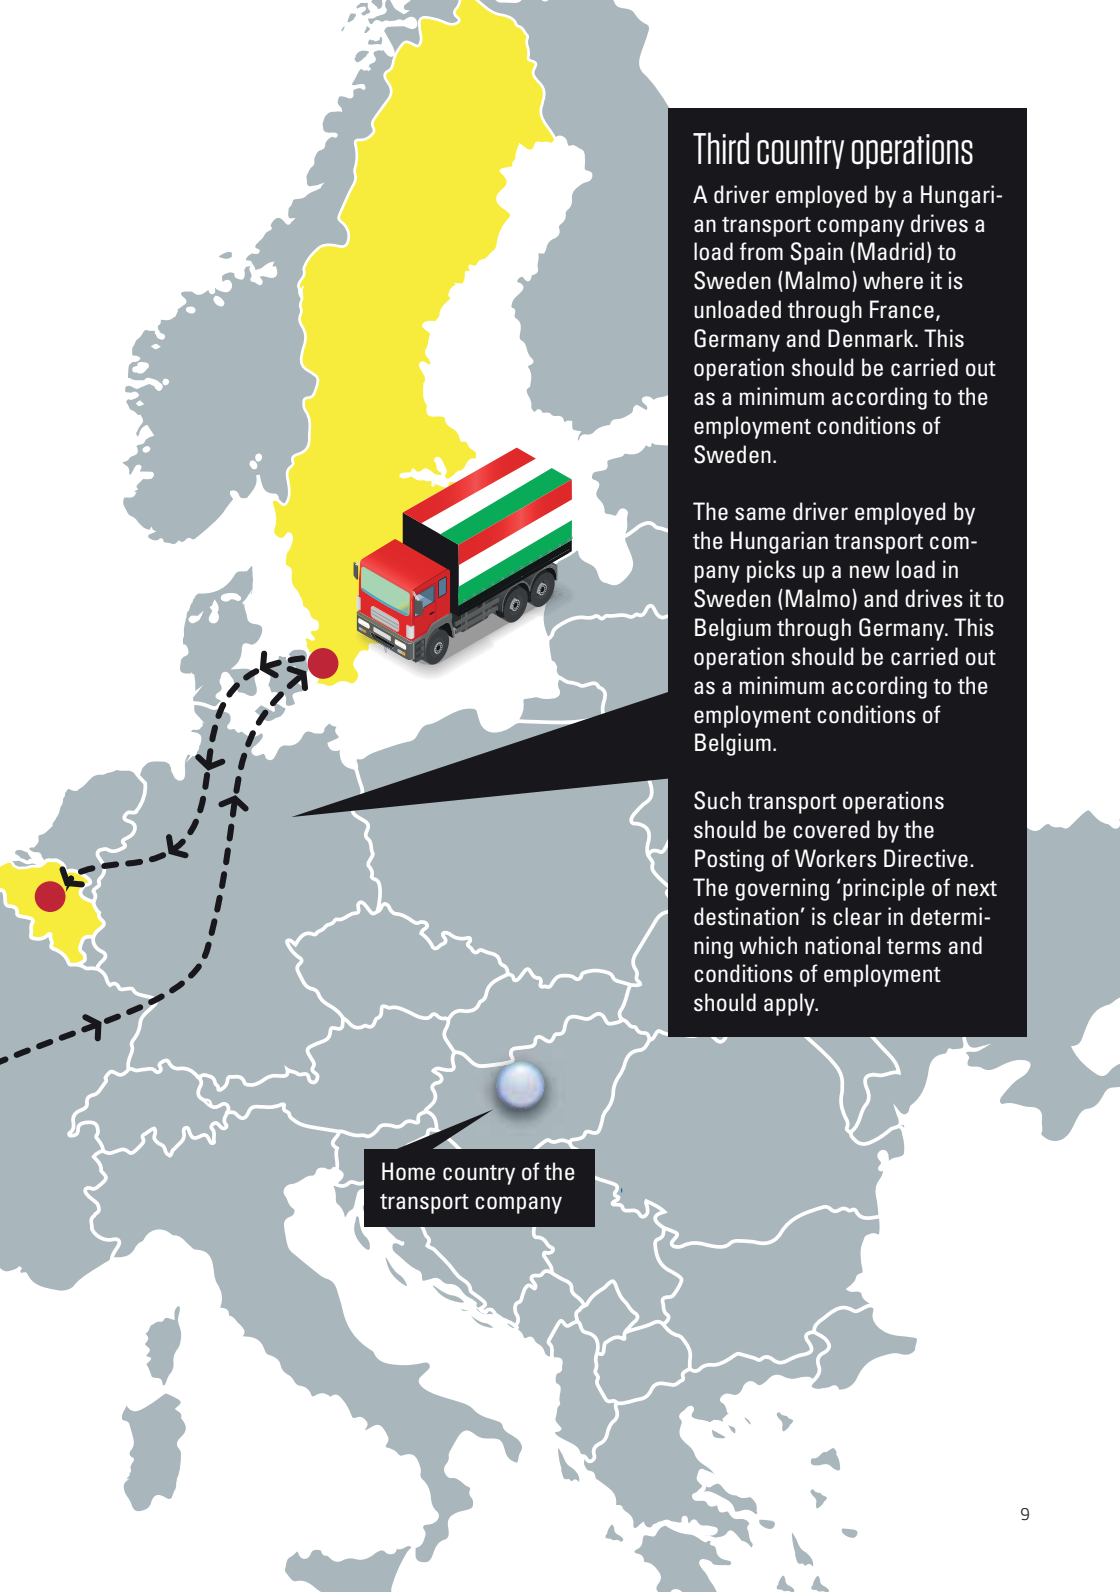 Third country operations
A driver employed by a Hungari-
an transport company drives a
load from Spain (Madrid) to
Sweden (Malmo) where it is
unloaded through France,
Germany and Denmark. This
operation should be carried out
as a minimum according to the
employment conditions of
Sweden.
The same driver employed by
the Hungarian transport com-
pany picks up a new load in
Sweden (Malmo) and drives it to
Belgium through Germany. This
operation should be carried out
as a minimum according to the
employment conditions of
Belgium.
Such transport operations
should be covered by the
Posting of Workers Directive.
The governing ‘principle of next
destination’ is clear in determi-
ning which national terms and
conditions of employment
should apply.
Home country of the
transport company
9